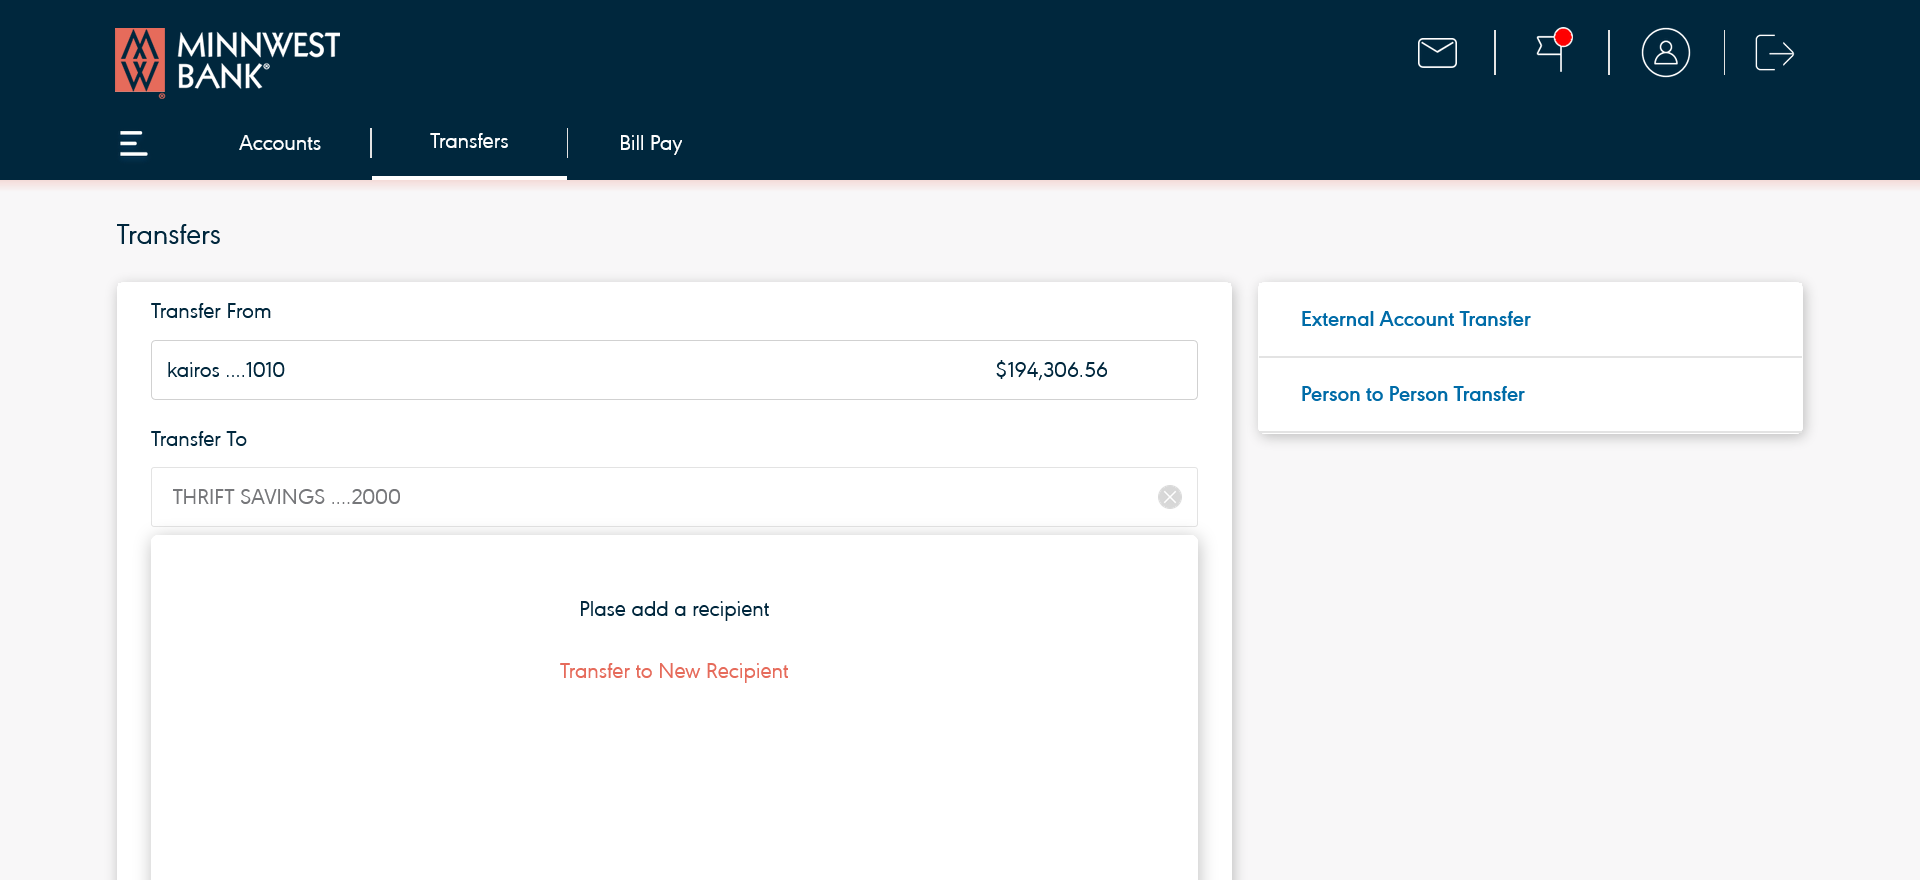 MINNWEST
BANK®
Accounts
Transfers
Bill Pay
Transfers
Transfer From
kairos ....1010
$194,306.56
Transfer To
THRIFT SAVINGS ....2000
Plase add a recipient
Transfer to New Recipient
External Account Transfer
Person to Person Transfer